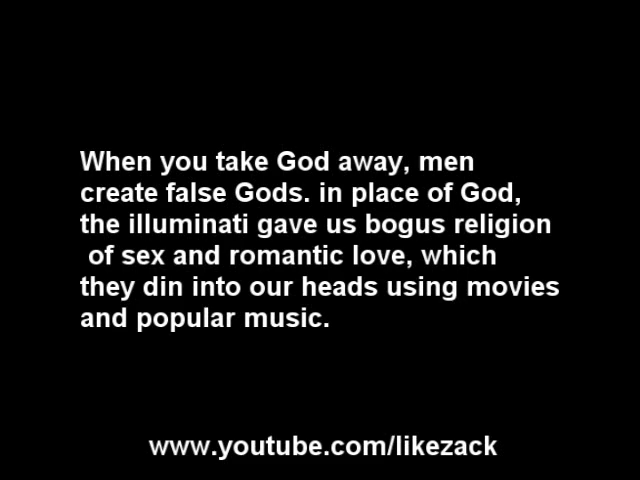 When you take God away, men
create false Gods. in place of God,
the illuminati gave us bogus religion
of sex and romantic love, which
they din into our heads using movies
and popular music.
www.youtube.com/likezack